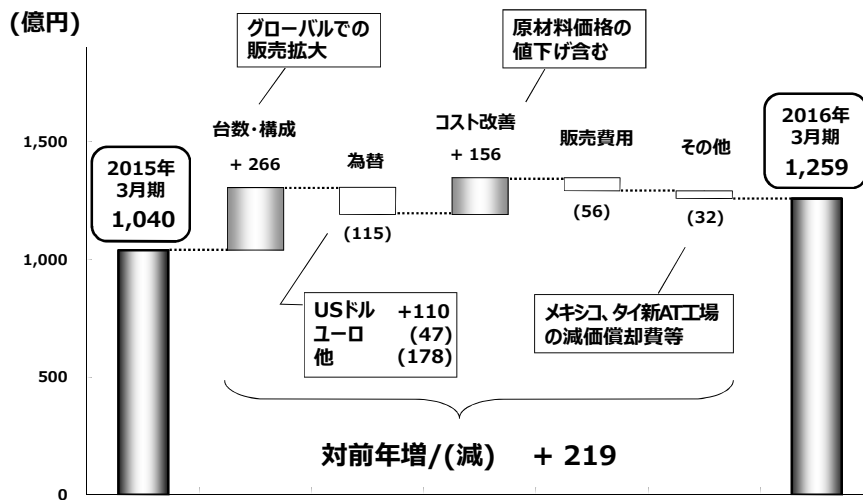 (億円)
グローバルでの
販売拡大
原材料価格の
値下げ含む
1,500
1,000
500
0
2015年
3月期
1,040
台数・構成
+ 266
為替
(115)
コスト改善
+ 156
販売費用
(56)
その他
(32)
2016年
3月期
1,259
USドル +110
ユーロ (47)
他 (178)
メキシコ、タイ新AT工場
の減価償却費等
対前年増/(減) + 219